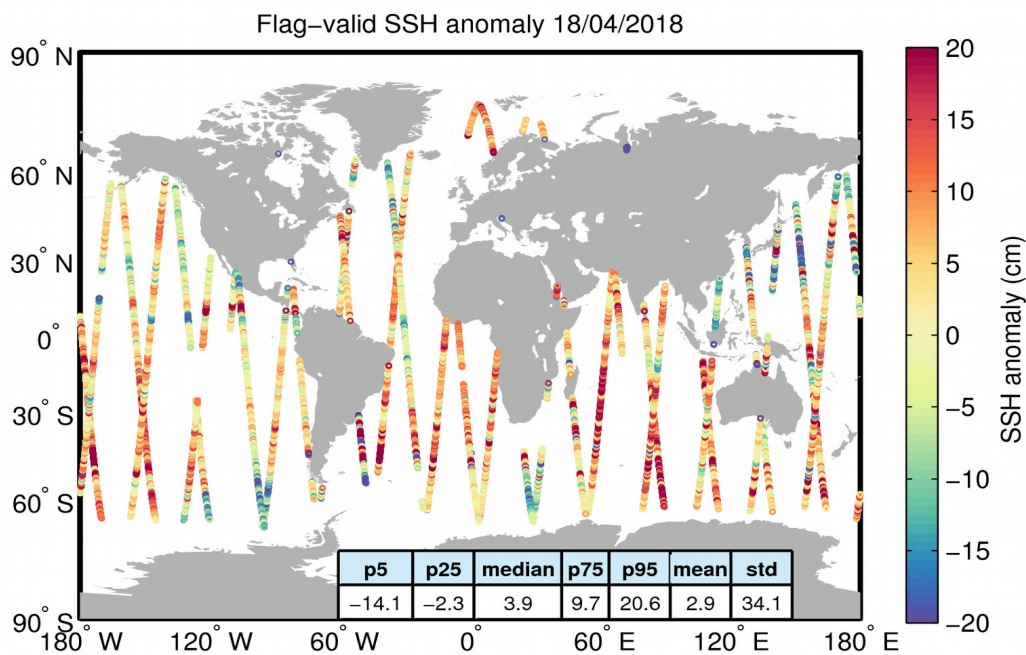 Flag−valid SSH anomaly 18/04/2018
90° N
60° N
30° N
0°
30° S
60° S
90° S
180° W
120° W
60° W
0°
60° E
120° E
180° E
p5 p25 median p75 p95 mean std
−14.1 −2.3 3.9 9.7 20.6 2.9 34.1
20
15
10
5
0
−5
−10
−15
−20
SSH anomaly (cm)